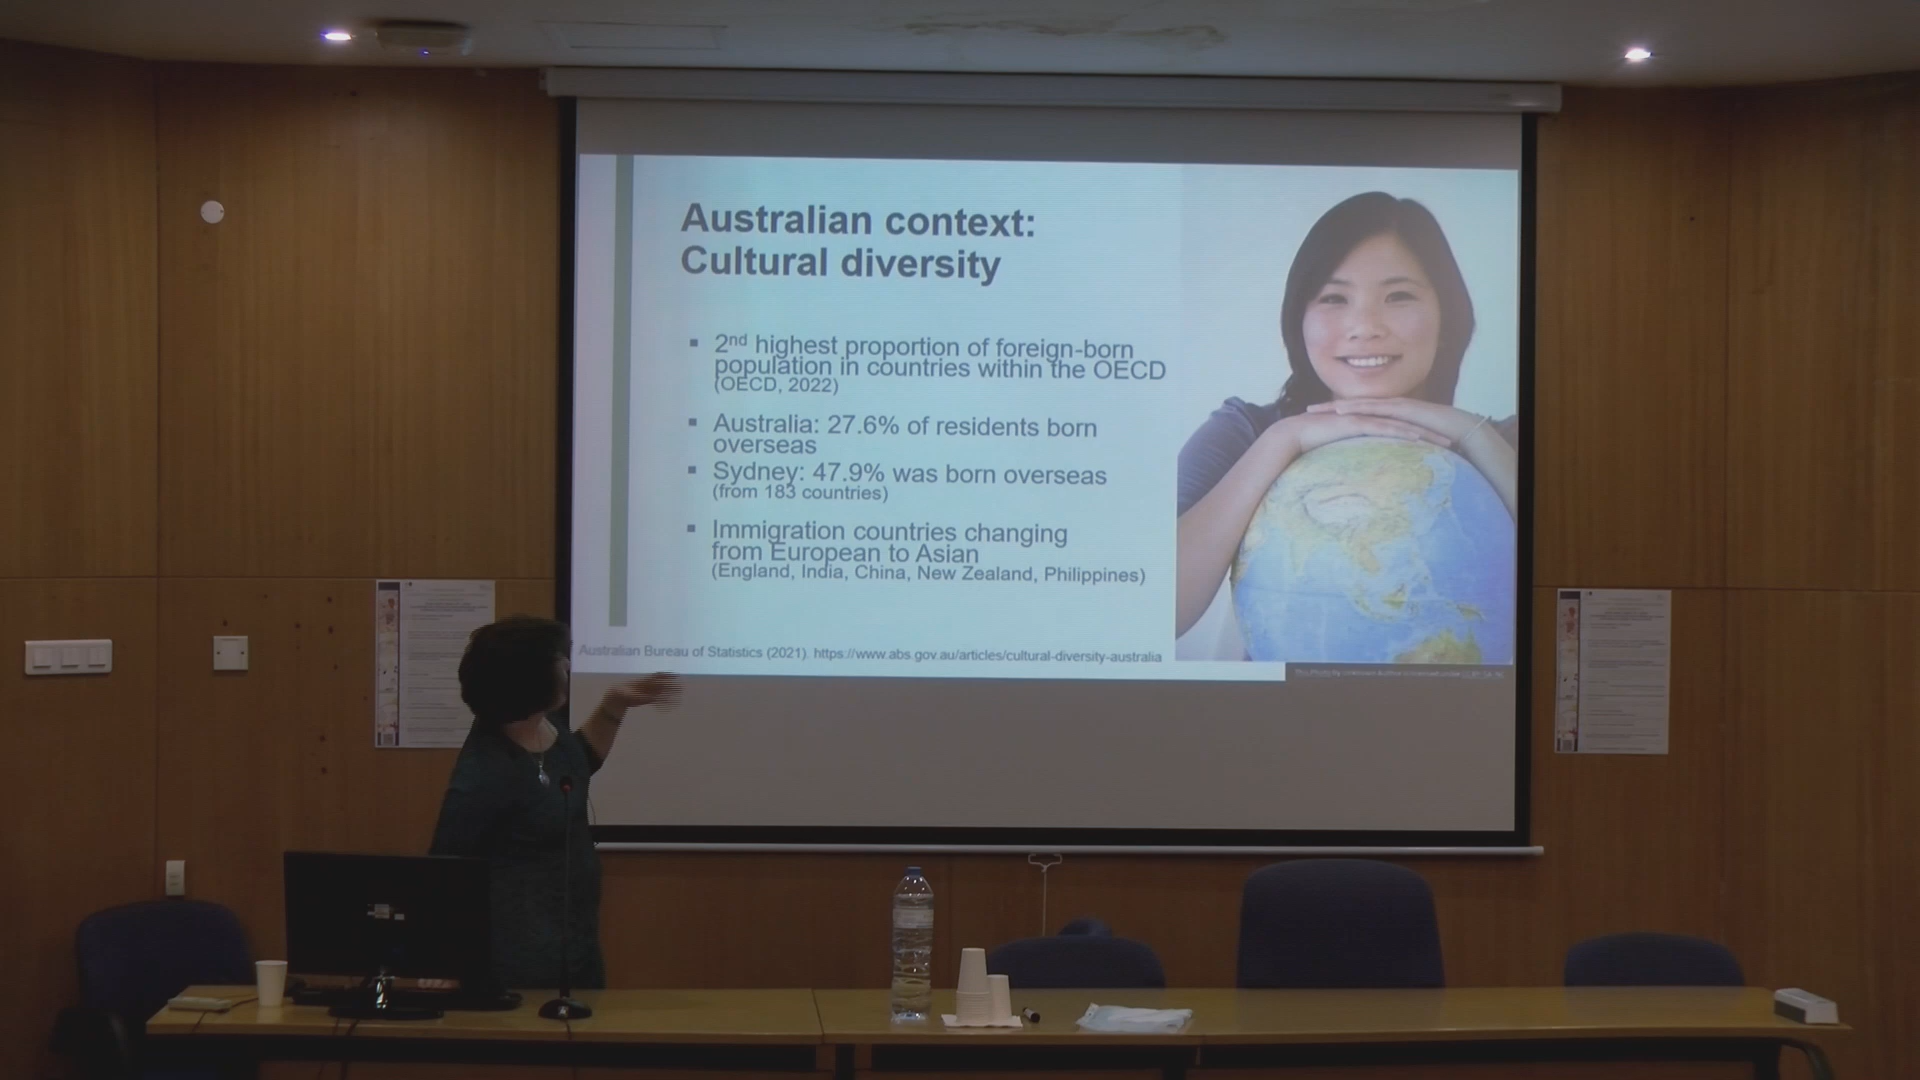 Australian context:
Cultural diversity
▪ 2nd highest proportion of foreign-born
population in countries within the OECD
(OECD, 2022)
▪ Australia: 27.6% of residents born
overseas
▪ Sydney: 47.9% was born overseas
(from 183 countries)
▪ Immigration countries changing
from European to Asian
(England, India, China, New Zealand, Philippines)
Australian Bureau of Statistics (2021). https://www.abs.gov.au/articles/cultural-diversity-australia